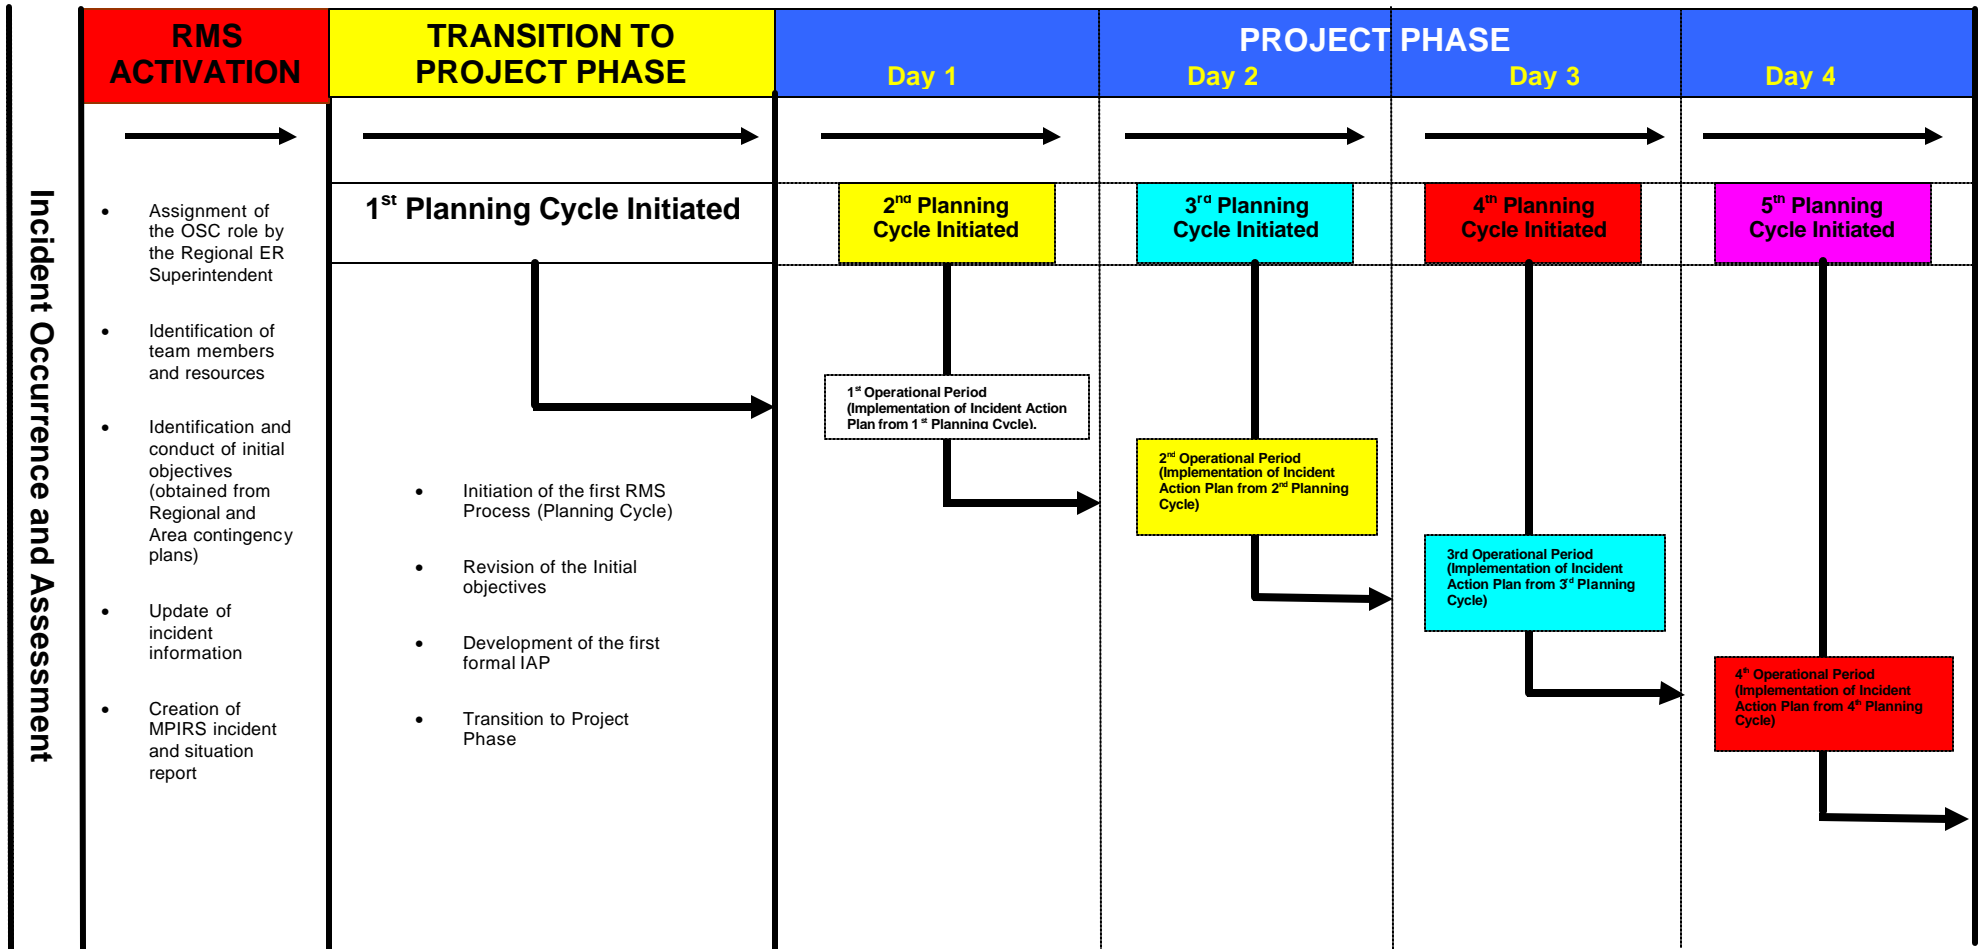 Incident Occurrence and Assessment
RMS
ACTIVATION
• Assignment of
the OSC role by
the Regional ER
Superintendent
• Identification of
team members
and resources
• Identification and
conduct of initial
objectives
(obtained from
Regional and
Area contingency
plans)
• Update of
incident
information
• Creation of
MPIRS incident
and situation
report
TRANSITION TO
PROJECT PHASE
1st Planning Cycle Initiated
• Initiation of the first RMS
Process (Planning Cycle)
• Revision of the Initial
objectives
• Development of the first
formal IAP
• Transition to Project
Phase
PROJECT PHASE
Day 1
2nd Planning
Cycle Initiated
1st Operational Period
(Implementation of Incident Action
Plan from 1st Planning Cycle).
Day 2
3rd Planning
Cycle Initiated
2nd Operational Period
(Implementation of Incident
Action Plan from 2nd Planning
Cycle)
Day 3
4th Planning
Cycle Initiated
3rd Operational Period
(Implementation of Incident
Action Plan from 3rd Planning
Cycle)
Day 4
5th Planning
Cycle Initiated
4th Operational Period
(Implementation of Incident
Action Plan from 4th Planning
Cycle)